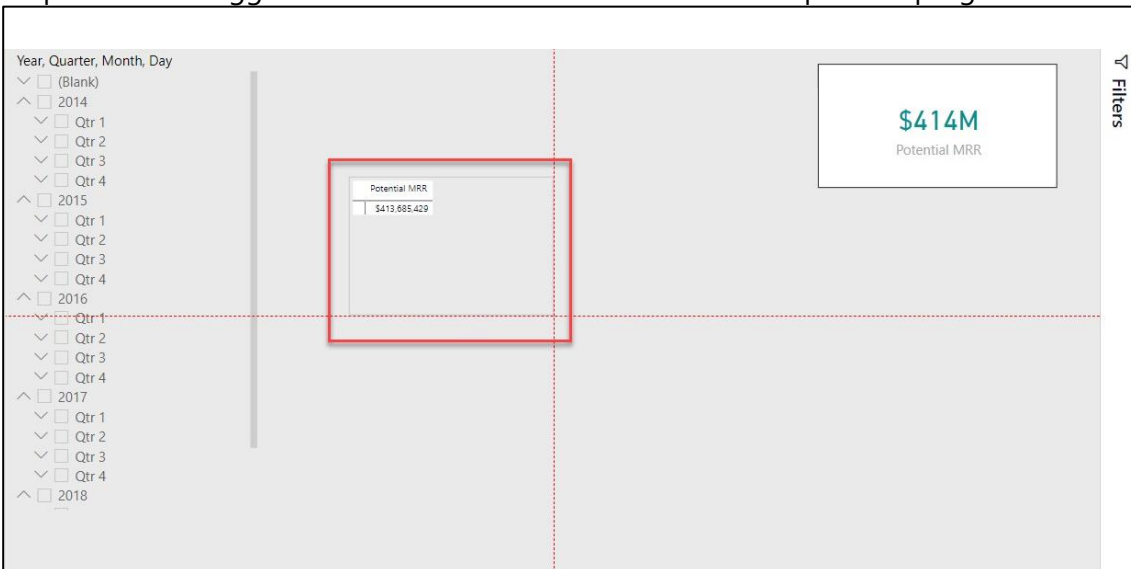 Year, Quarter, Month, Day
(Blank)
2014
Qtr 1
Qtr 2
Qtr 3
Qtr 4
2015
Qtr 1
Qtr 2
Qtr 3
Qtr 4
2016
Qtr 1
Qtr 2
Qtr 3
Qtr 4
2017
Qtr 1
Qtr 2
Qtr 3
Qtr 4
2018
Potential MRR
$413,685,429
$414M
Potential MRR
Filters